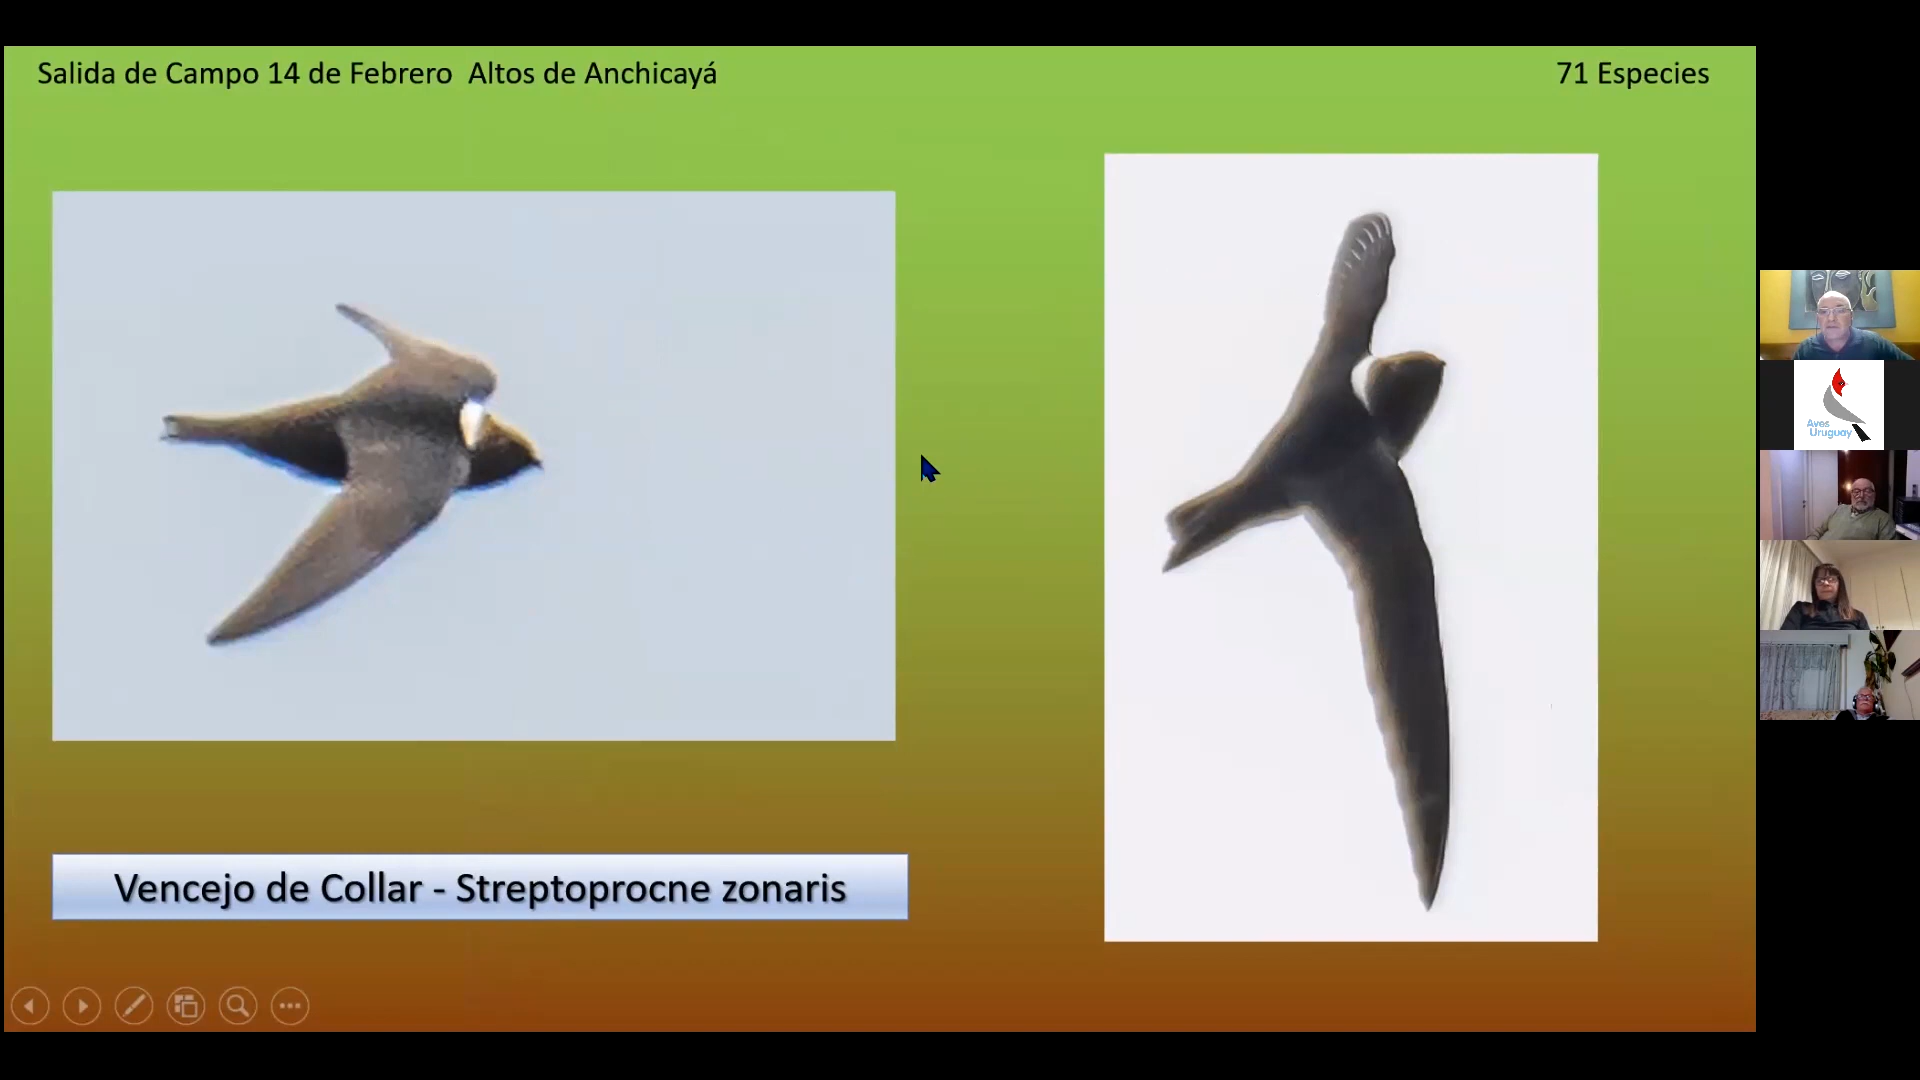 Salida de Campo 14 de Febrero  Altos de Anchicayá
71 Especies
Vencejo de Collar - Streptoprocne zonaris
Aves
Uruguay